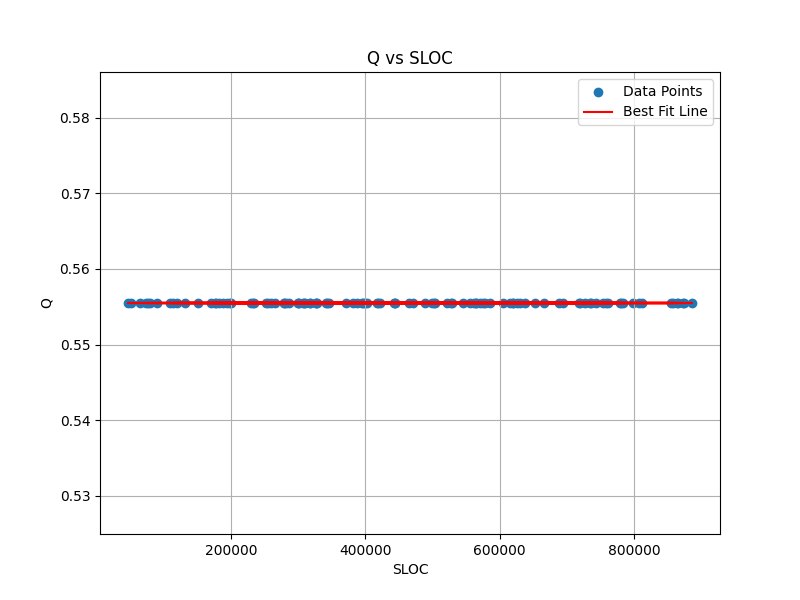 Q vs SLOC
Data Points
Best Fit Line
0.58
0.57
0.56
0.55
0.54
0.53
Q
200000 400000 600000 800000
SLOC